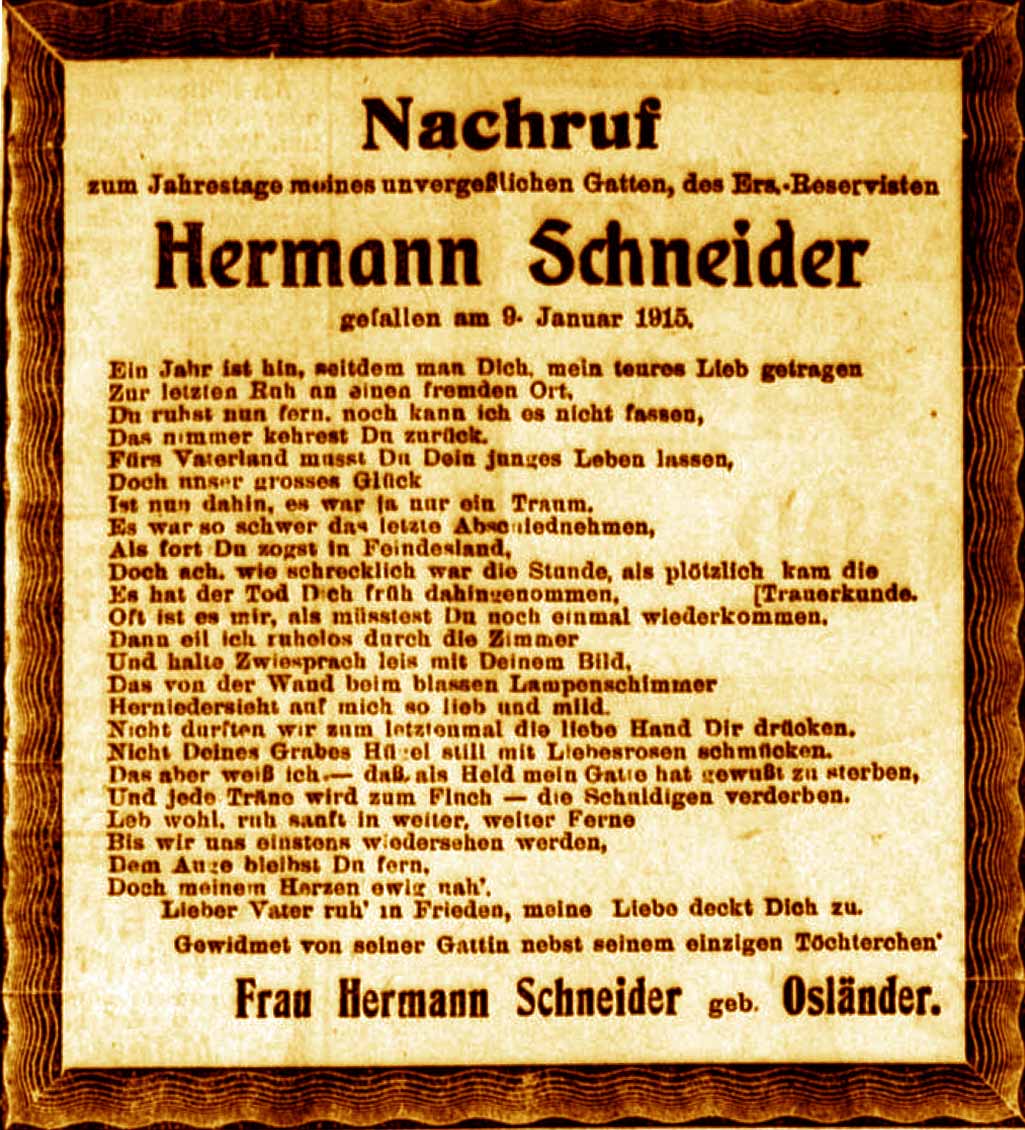 Nachruf
zum Jahrestage meines unvergeßlichen Gatten, des Ers.-Reservisten
Hermann Schneider
gefallen am 9. Januar 1915.
Ein Jahr ist hin, seitdem man Dich, mein teures Lieb getragen
Zur letzten Ruh an einen fremden Ort,
Du ruhst nun fern, noch kann ich es nicht fassen,
Das nimmer kehrest Du zurück.
Fürs Vaterland musst Du Dein junges Leben lassen,
Doch unser grosses Glück
Ist nun dahin, es war ja nur ein Traum.
Es war so schwer das letzte Abschiednehmen,
Als fort Du zogst in Feindesland,
Doch ach, wie schrecklich war die Stunde, als plötzlich kam die
Es hat der Tod Dich früh dahingenommen, [Trauerkunde.
Oft ist es mir, als müsstest Du noch einmal wiederkommen,
Dann eil ich ruhelos durch die Zimmer
Und halte Zwiesprach leis mit Deinem Bild,
Das von der Wand beim blassen Lampenschimmer
Herniedersieht auf mich so lieb und mild.
Nicht durften wir zum letztenmal die liebe Hand Dir drücken,
Nicht Deines Grabes Hügel still mit Liebesrosen schmücken.
Das aber weiß ich — daß als Held mein Gatte hat gewußt zu sterben,
Und jede Träne wird zum Fluch — die Schuldigen verderben.
Leb wohl, ruh sanft in weiter, weiter Ferne
Bis wir uns einstens wiedersehen werden,
Dem Auge bleibst Du fern,
Doch meinem Herzen ewig nah'.
Lieber Vater ruh' in Frieden, meine Liebe deckt Dich zu.
Gewidmet von seiner Gattin nebst seinem einzigen Töchterchen'
Frau Hermann Schneider geb. Osländer.